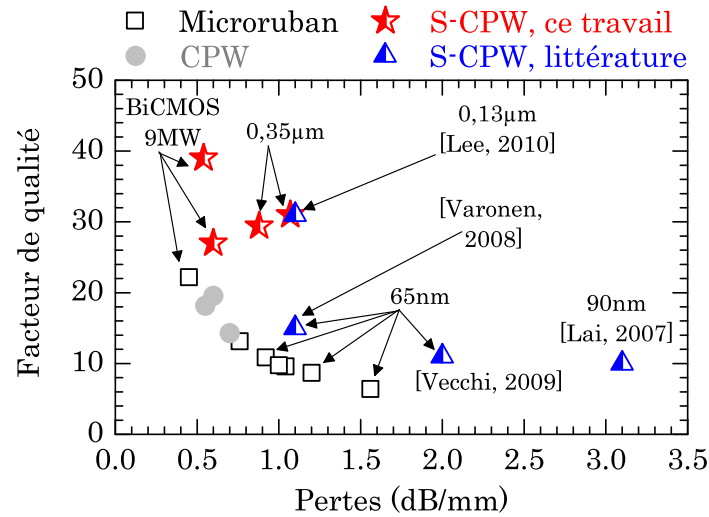 Microruban
S-CPW, ce travail
CPW
S-CPW, littérature
Facteur de qualité
50
40
30
20
10
0
BiCMOS
9MW
0,35µm
0,13µm
[Lee, 2010]
[Varonen,
2008]
65nm
90nm
[Lai, 2007]
[Vecchi, 2009]
0.0 0.5 1.0 1.5 2.0 2.5 3.0 3.5
Pertes (dB/mm)